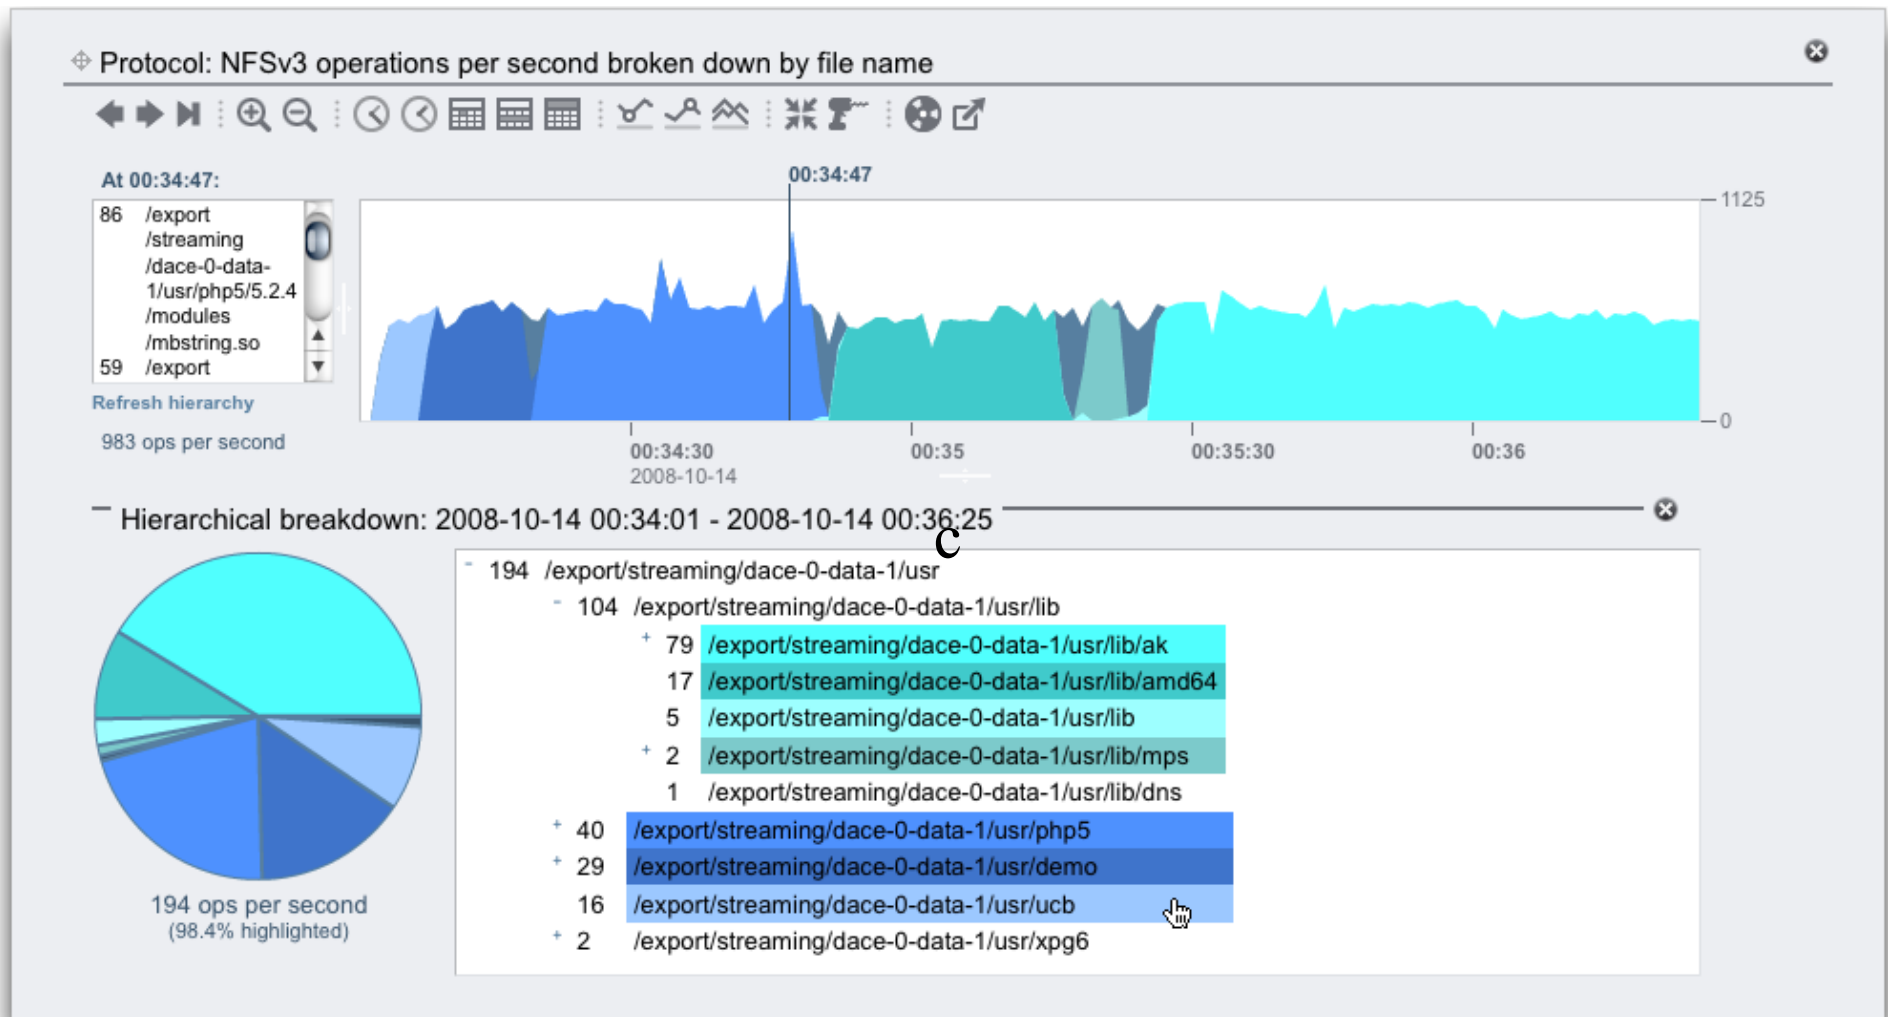 Protocol: NFSv3 operations per second broken down by file name
At 00:34:47:
86 /export
/streaming
/dace-0-data-
1/usr/php5/5.2.4
/modules
/mbstring.so
59 /export
Refresh hierarchy
983 ops per second
00:34:47
1125
0
00:34:30
2008-10-14
00:35
00:35:30
00:36
Hierarchical breakdown: 2008-10-14 00:34:01 - 2008-10-14 00:36:25
c
- 194 /export/streaming/dace-0-data-1/usr
- 104 /export/streaming/dace-0-data-1/usr/lib
+ 79 /export/streaming/dace-0-data-1/usr/lib/ak
17 /export/streaming/dace-0-data-1/usr/lib/amd64
5 /export/streaming/dace-0-data-1/usr/lib
+ 2 /export/streaming/dace-0-data-1/usr/lib/mps
1 /export/streaming/dace-0-data-1/usr/lib/dns
+ 40 /export/streaming/dace-0-data-1/usr/php5
+ 29 /export/streaming/dace-0-data-1/usr/demo
16 /export/streaming/dace-0-data-1/usr/ucb
+ 2 /export/streaming/dace-0-data-1/usr/xpg6
194 ops per second
(98.4% highlighted)